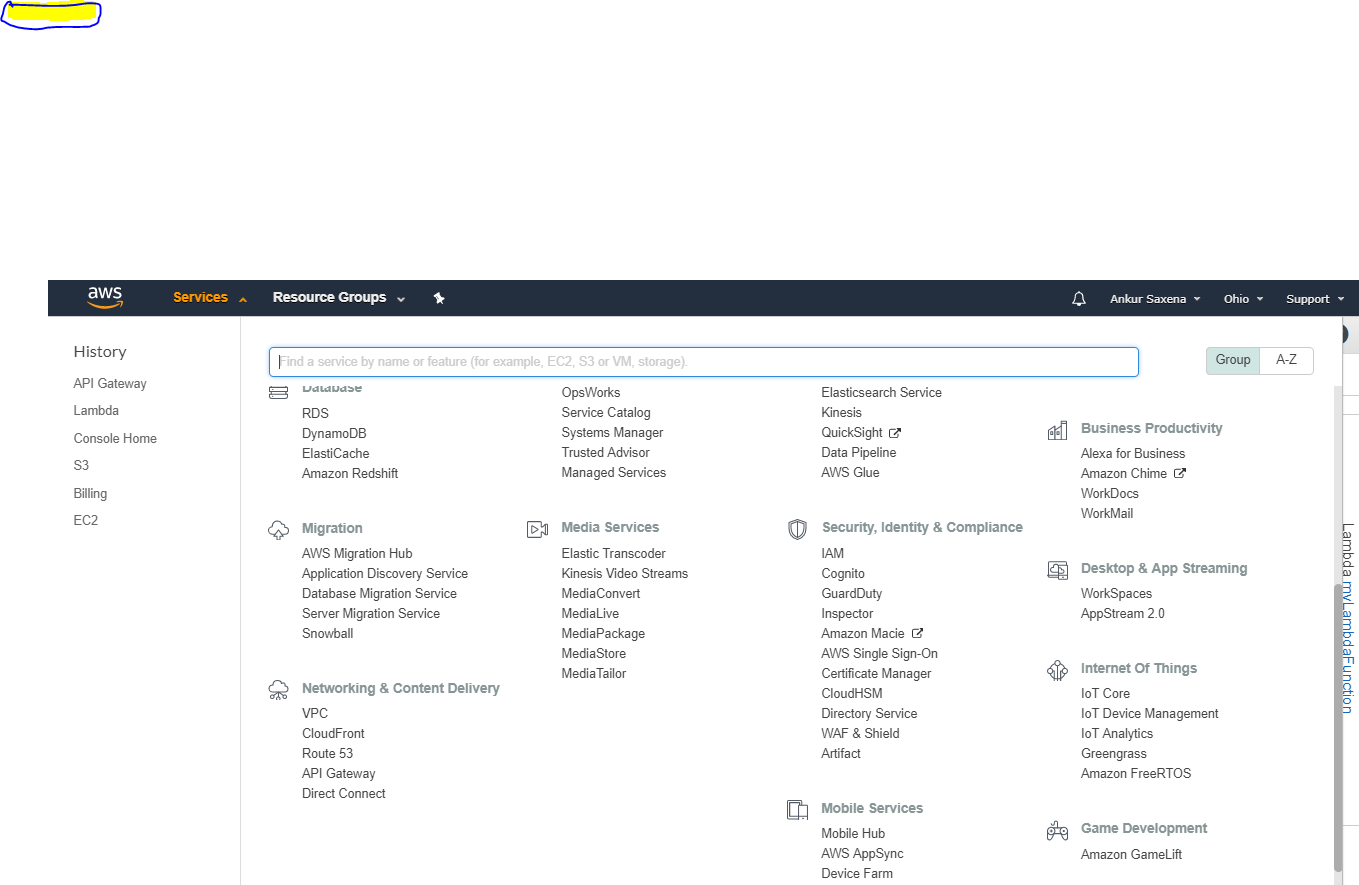 aws Services Resource Groups Ankur Saxena Ohio Support
History
API Gateway
Lambda
Console Home
S3
Billing
EC2
Find a service by name or feature (for example, EC2, S3 or VM, storage).
Group A-Z
Database
RDS
DynamoDB
ElastiCache
Amazon Redshift
Migration
AWS Migration Hub
Application Discovery Service
Database Migration Service
Server Migration Service
Snowball
Networking & Content Delivery
VPC
CloudFront
Route 53
API Gateway
Direct Connect
OpsWorks
Service Catalog
Systems Manager
Trusted Advisor
Managed Services
Media Services
Elastic Transcoder
Kinesis Video Streams
MediaConvert
MediaLive
MediaPackage
MediaStore
MediaTailor
Elasticsearch Service
Kinesis
QuickSight
Data Pipeline
AWS Glue
Security, Identity & Compliance
IAM
Cognito
GuardDuty
Inspector
Amazon Macie
AWS Single Sign-On
Certificate Manager
CloudHSM
Directory Service
WAF & Shield
Artifact
Mobile Services
Mobile Hub
AWS AppSync
Device Farm
Business Productivity
Alexa for Business
Amazon Chime
WorkDocs
WorkMail
Desktop & App Streaming
WorkSpaces
AppStream 2.0
Internet Of Things
IoT Core
IoT Device Management
IoT Analytics
Greengrass
Amazon FreeRTOS
Game Development
Amazon GameLift
Lambda myLambdaFunction